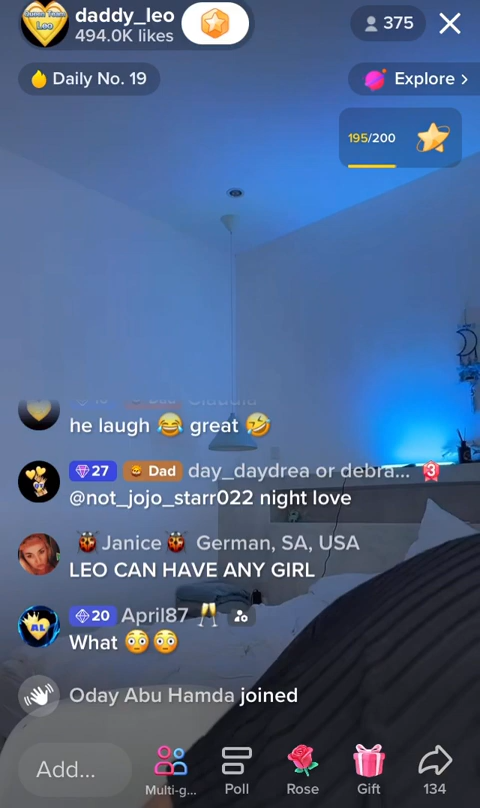 daddy_leo
494.0K likes
375
Daily No. 19
Explore >
195/200
he laugh 😂 great 🤣
27 Dad day_daydrea or debra... 3
@not_jojo_starr022 night love
🐞Janice🐞 German, SA, USA
LEO CAN HAVE ANY GIRL
20 April87 🥂
What 😳😳
Oday Abu Hamda joined
Add...
Multi-g...
Poll
Rose
Gift
134